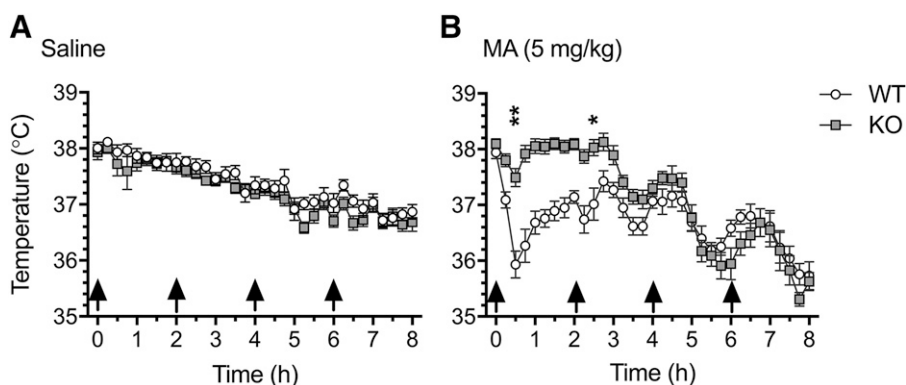 A
Saline
B
MA (5 mg/kg)
WT
KO
Temperature (°C)
39
38
37
36
35
0 1 2 3 4 5 6 7 8
Time (h)
39
38
37
36
35
**
*
0 1 2 3 4 5 6 7 8
Time (h)